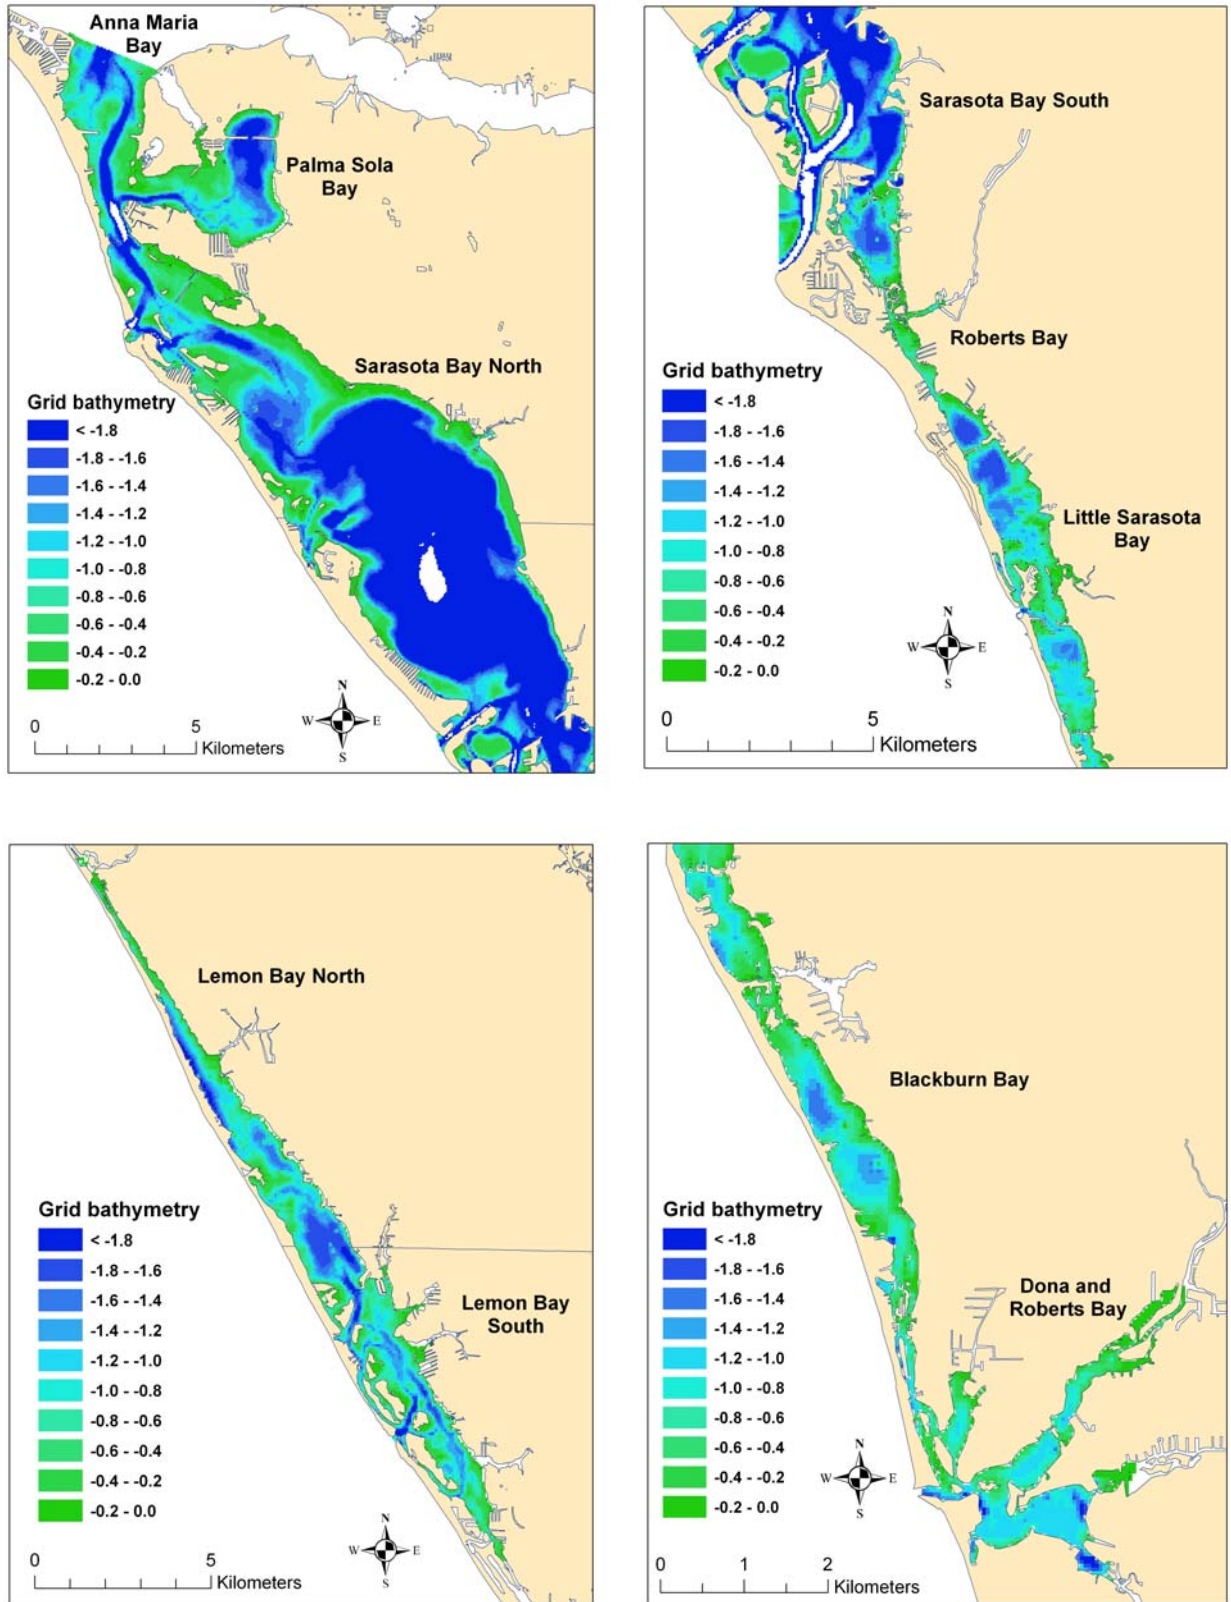 Anna Maria
Bay
Palma Sola
Bay
Sarasota Bay North
Grid bathymetry
< -1.8
-1.8 - -1.6
-1.6 - -1.4
-1.4 - -1.2
-1.2 - -1.0
-1.0 - -0.8
-0.8 - -0.6
-0.6 - -0.4
-0.4 - -0.2
-0.2 - 0.0
0 5
Kilometers
N
W E
S
Sarasota Bay South
Roberts Bay
Little Sarasota
Bay
Grid bathymetry
< -1.8
-1.8 - -1.6
-1.6 - -1.4
-1.4 - -1.2
-1.2 - -1.0
-1.0 - -0.8
-0.8 - -0.6
-0.6 - -0.4
-0.4 - -0.2
-0.2 - 0.0
0 5
Kilometers
N
W E
S
Lemon Bay North
Lemon Bay
South
Grid bathymetry
< -1.8
-1.8 - -1.6
-1.6 - -1.4
-1.4 - -1.2
-1.2 - -1.0
-1.0 - -0.8
-0.8 - -0.6
-0.6 - -0.4
-0.4 - -0.2
-0.2 - 0.0
0 5
Kilometers
N
W E
S
Blackburn Bay
Dona and
Roberts Bay
Grid bathymetry
< -1.8
-1.8 - -1.6
-1.6 - -1.4
-1.4 - -1.2
-1.2 - -1.0
-1.0 - -0.8
-0.8 - -0.6
-0.6 - -0.4
-0.4 - -0.2
-0.2 - 0.0
0 1 2
Kilometers
N
W E
S